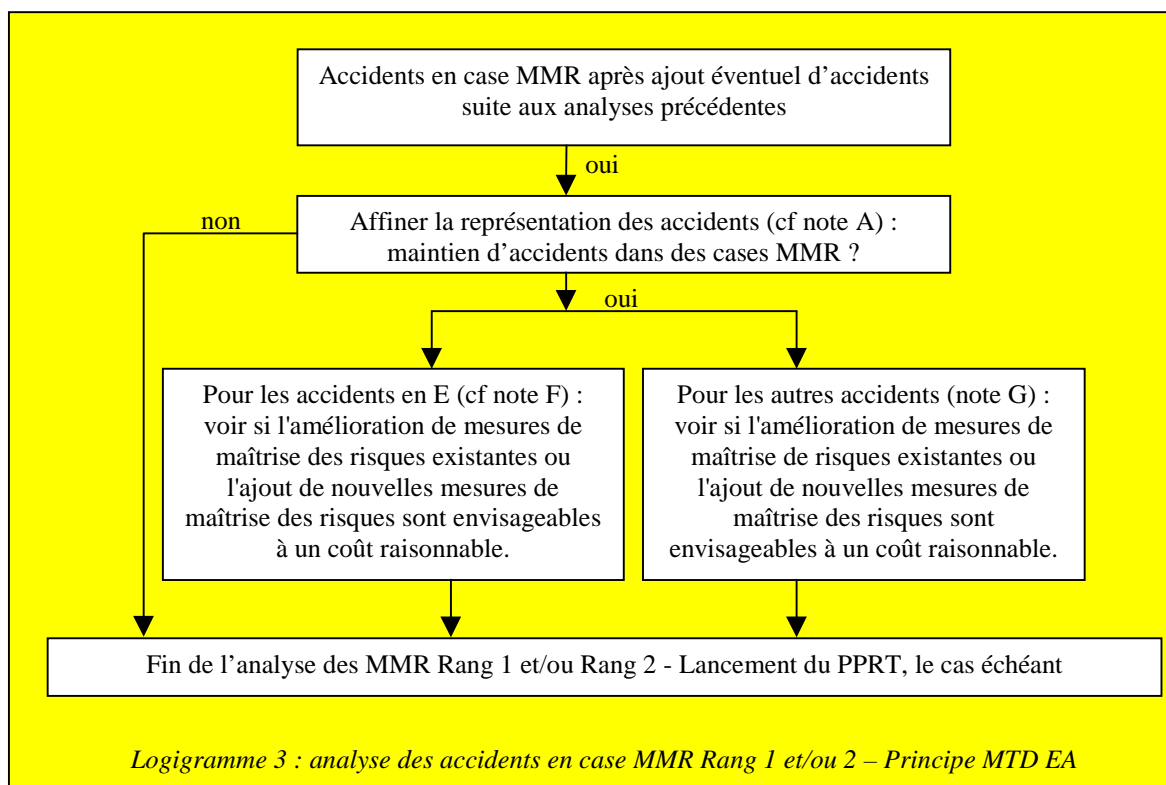 Accidents en case MMR après ajout éventuel d’accidents
suite aux analyses précédentes
oui
non
Affiner la représentation des accidents (cf note A) :
maintien d’accidents dans des cases MMR ?
oui
Pour les accidents en E (cf note F) :
voir si l'amélioration de mesures de
maîtrise des risques existantes ou
l'ajout de nouvelles mesures de
maîtrise des risques sont envisageables
à un coût raisonnable.
Pour les autres accidents (note G) :
voir si l'amélioration de mesures de
maîtrise de risques existantes ou
l'ajout de nouvelles mesures de
maîtrise des risques sont
envisageables à un coût raisonnable.
Fin de l’analyse des MMR Rang 1 et/ou Rang 2 - Lancement du PPRT, le cas échéant
Logigramme 3 : analyse des accidents en case MMR Rang 1 et/ou 2 – Principe MTD EA